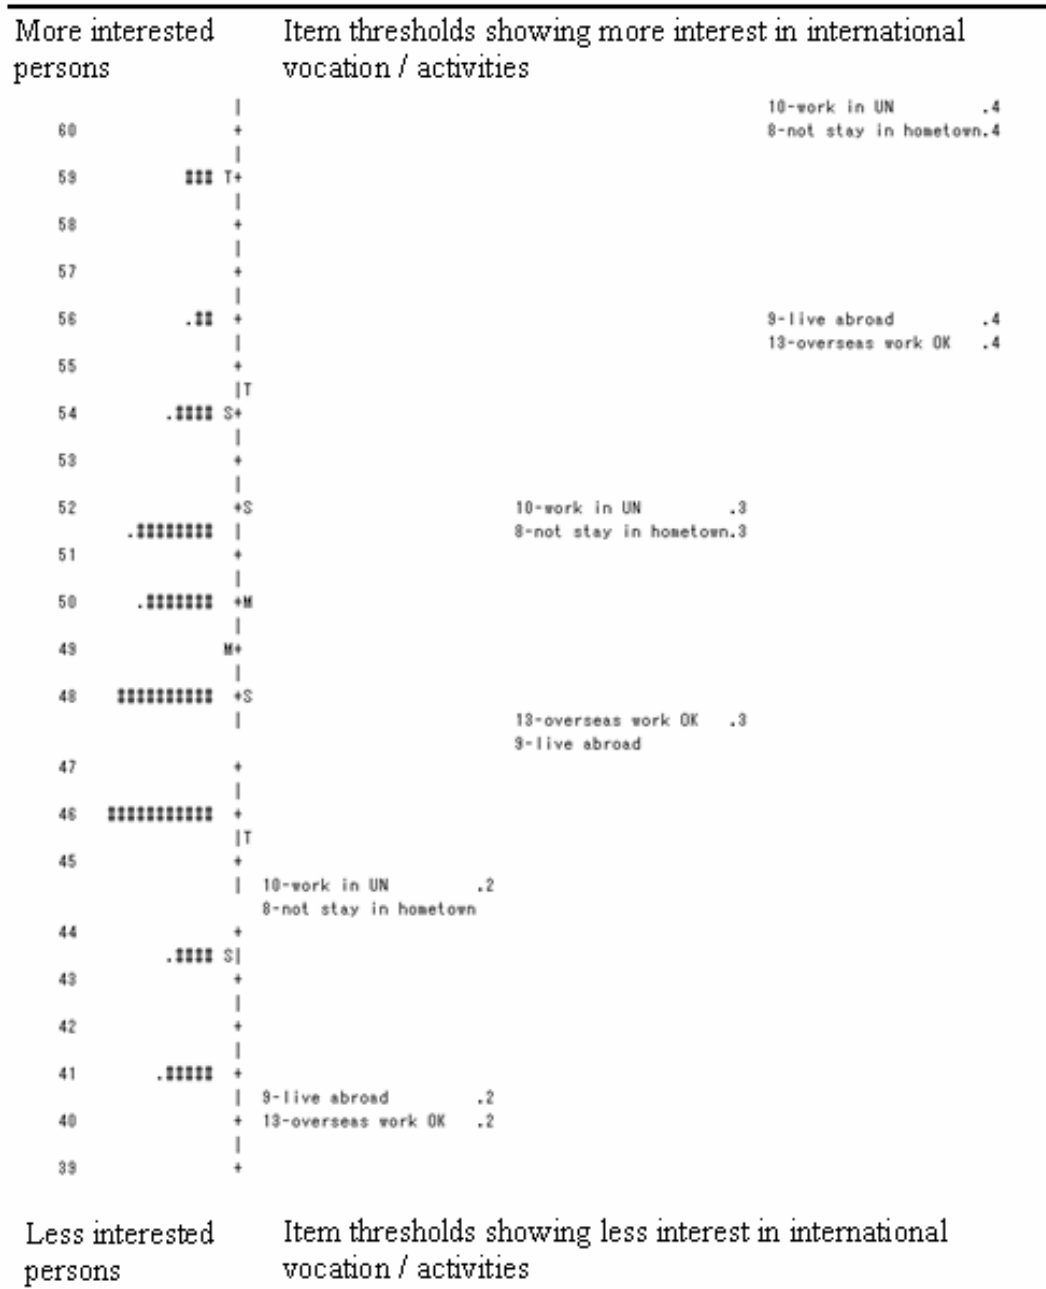 More interested persons
Item thresholds showing more interest in international vocation / activities
| 10-work in UN .4
60 + 8-not stay in hometown.4
|
59 ### T+
|
58 +
|
57 +
|
56 .## + 9-live abroad .4
| 13-overseas work OK .4
55 +
|T
54 .#### S+
|
53 +
|
52 +S 10-work in UN .3
.######## | 8-not stay in hometown.3
51 +
|
50 .####### +M
|
49 M+
|
48 ########## +S
| 13-overseas work OK .3
9-live abroad
47 +
|
46 ########### +
|T
45 +
| 10-work in UN .2
8-not stay in hometown
44 +
.#### S|
43 +
|
42 +
|
41 .##### +
| 9-live abroad .2
40 + 13-overseas work OK .2
|
39 +
Less interested persons
Item thresholds showing less interest in international vocation / activities